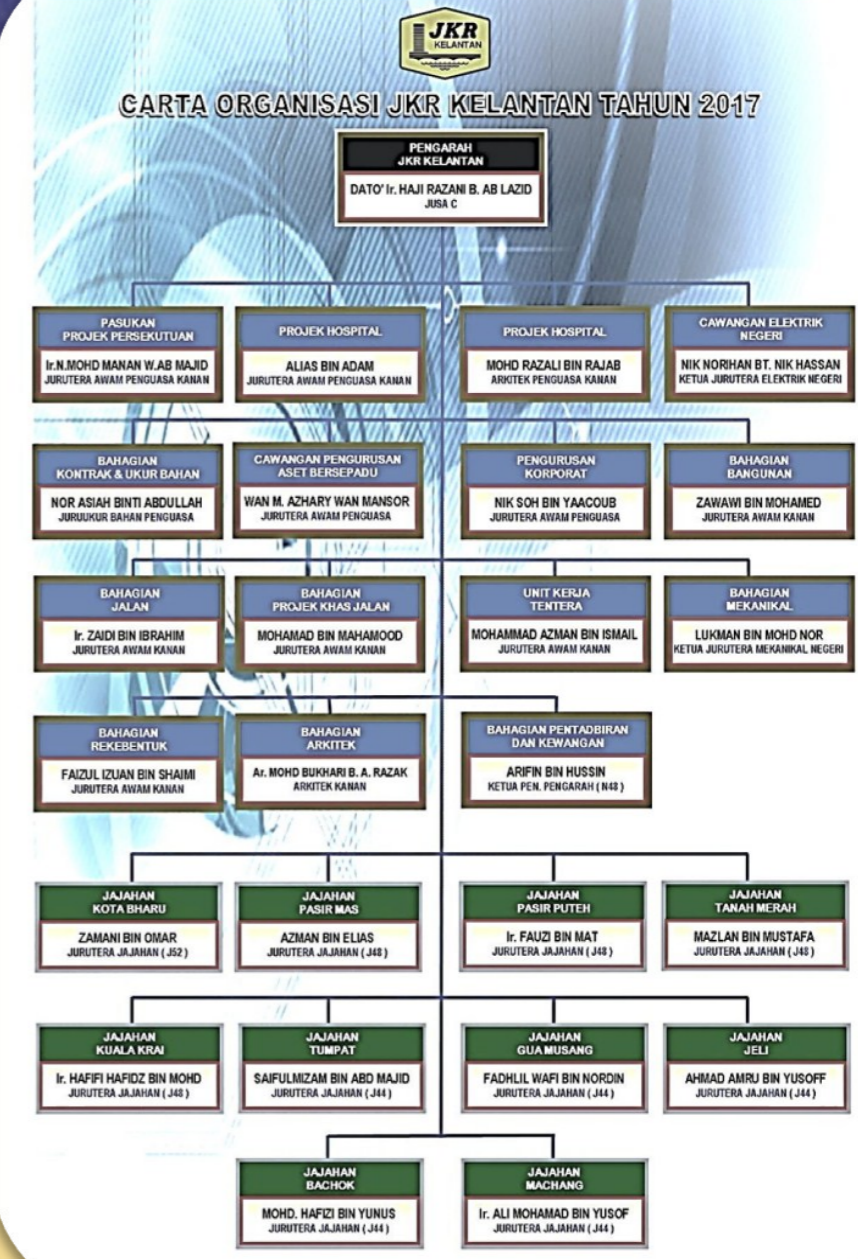 JKR
KELANTAN
CARTA ORGANISASI JKR KELANTAN TAHUN 2017
PENGARAH
JKR KELANTAN
DATO' Ir. HAJI RAZANI B. AB LAZID
JUSA C
PASUKAN
PROJEK PERSEKUTUAN
Ir.N.MOHD MANAN W.AB MAJID
JURUTERA AWAM PENGUASA KANAN
PROJEK HOSPITAL
ALIAS BIN ADAM
JURUTERA AWAM PENGUASA KANAN
PROJEK HOSPITAL
MOHD RAZALI BIN RAJAB
ARKITEK PENGUASA KANAN
CAWANGAN ELEKTRIK
NEGERI
NIK NORIHAN BT. NIK HASSAN
KETUA JURUTERA ELEKTRIK NEGERI
BAHAGIAN
KONTRAK & UKUR BAHAN
NOR ASIAH BINTI ABDULLAH
JURUUKUR BAHAN PENGUASA
CAWANGAN PENGURUSAN
ASET BERSEPADU
WAN M. AZHARY WAN MANSOR
JURUTERA AWAM PENGUASA
PENGURUSAN
KORPORAT
NIK SOH BIN YAACOUB
JURUTERA AWAM PENGUASA
BAHAGIAN
BANGUNAN
ZAWAWI BIN MOHAMED
JURUTERA AWAM KANAN
BAHAGIAN
JALAN
Ir. ZAIDI BIN IBRAHIM
JURUTERA AWAM KANAN
BAHAGIAN
PROJEK KHAS JALAN
MOHAMAD BIN MAHAMOOD
JURUTERA AWAM KANAN
UNIT KERJA
TENTERA
MOHAMMAD AZMAN BIN ISMAIL
JURUTERA AWAM KANAN
BAHAGIAN
MEKANIKAL
LUKMAN BIN MOHD NOR
KETUA JURUTERA MEKANIKAL NEGERI
BAHAGIAN
REKEBENTUK
FAIZUL IZUAN BIN SHAIMI
JURUTERA AWAM KANAN
BAHAGIAN
ARKITEK
Ar. MOHD BUKHARI B. A. RAZAK
ARKITEK KANAN
BAHAGIAN PENTADBIRAN
DAN KEWANGAN
ARIFIN BIN HUSSIN
KETUA PEN. PENGARAH ( N48 )
JAJAHAN
KOTA BHARU
ZAMANI BIN OMAR
JURUTERA JAJAHAN ( J52 )
JAJAHAN
PASIR MAS
AZMAN BIN ELIAS
JURUTERA JAJAHAN ( J48 )
JAJAHAN
PASIR PUTEH
Ir. FAUZI BIN MAT
JURUTERA JAJAHAN ( J48 )
JAJAHAN
TANAH MERAH
MAZLAN BIN MUSTAFA
JURUTERA JAJAHAN ( J48 )
JAJAHAN
KUALA KRAI
Ir. HAFIFI HAFIDZ BIN MOHD
JURUTERA JAJAHAN ( J48 )
JAJAHAN
TUMPAT
SAIFULMIZAM BIN ABD MAJID
JURUTERA JAJAHAN ( J44 )
JAJAHAN
GUA MUSANG
FADHLIL WAFI BIN NORDIN
JURUTERA JAJAHAN ( J44 )
JAJAHAN
JELI
AHMAD AMRU BIN YUSOFF
JURUTERA JAJAHAN ( J44 )
JAJAHAN
BACHOK
MOHD. HAFIZI BIN YUNUS
JURUTERA JAJAHAN ( J44 )
JAJAHAN
MACHANG
Ir. ALI MOHAMAD BIN YUSOF
JURUTERA JAJAHAN ( J44 )